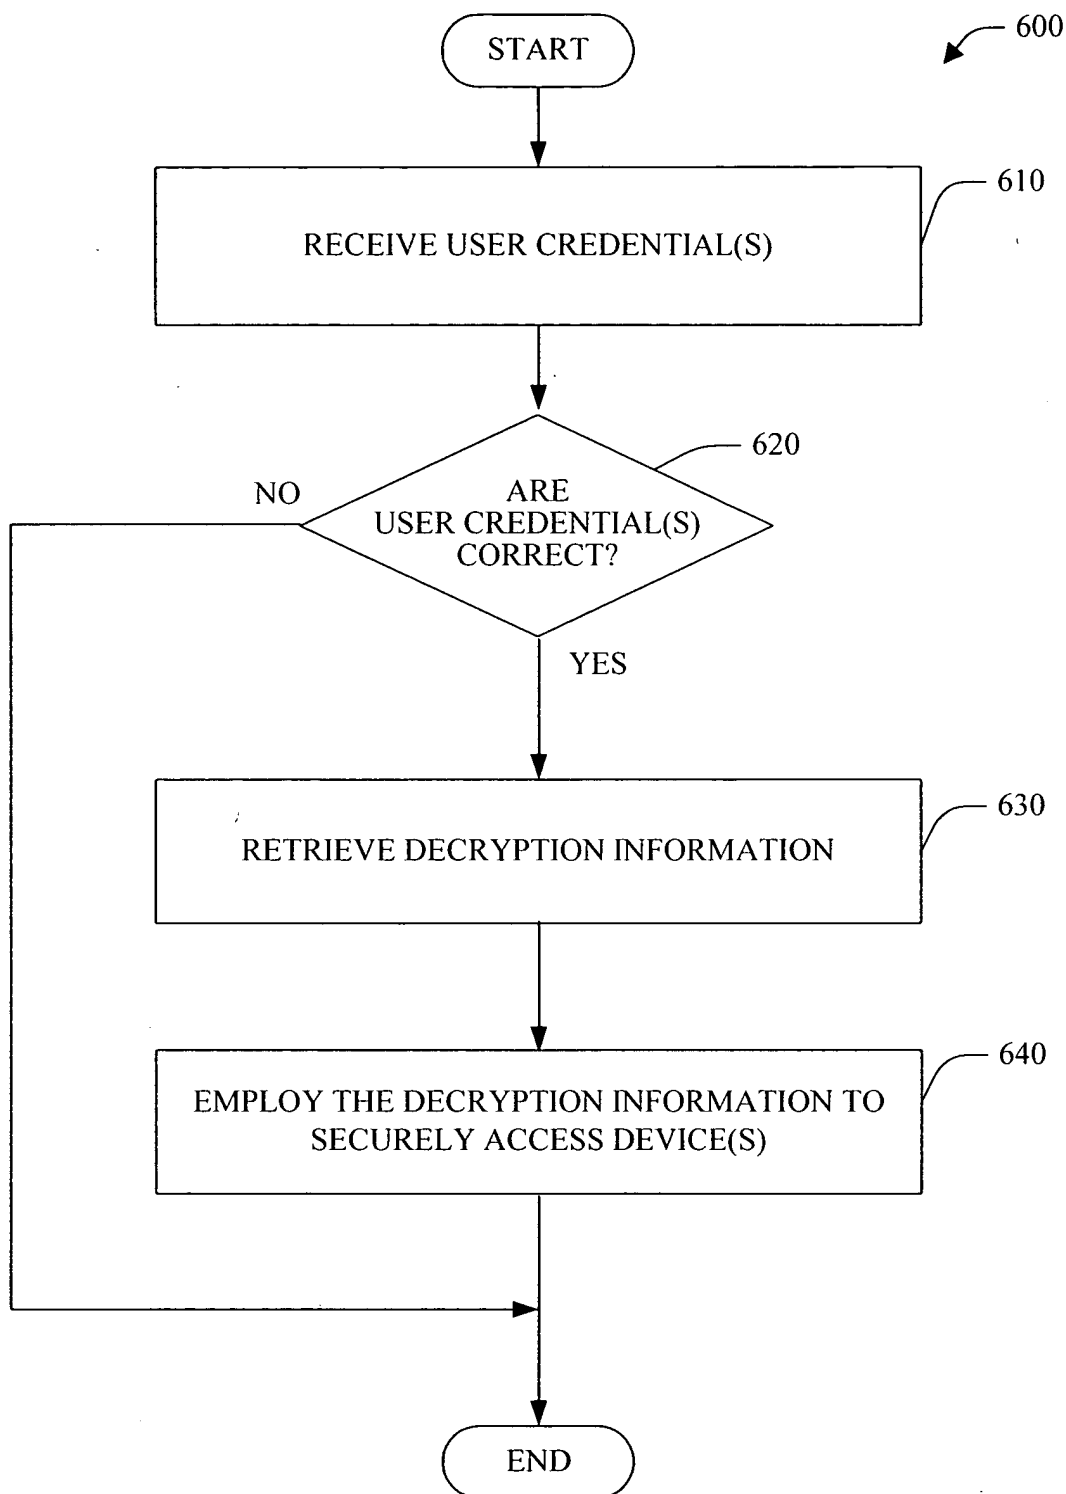 START
600
610
RECEIVE USER CREDENTIAL(S)
620
NO
ARE
USER CREDENTIAL(S)
CORRECT?
YES
630
RETRIEVE DECRYPTION INFORMATION
640
EMPLOY THE DECRYPTION INFORMATION TO
SECURELY ACCESS DEVICE(S)
END